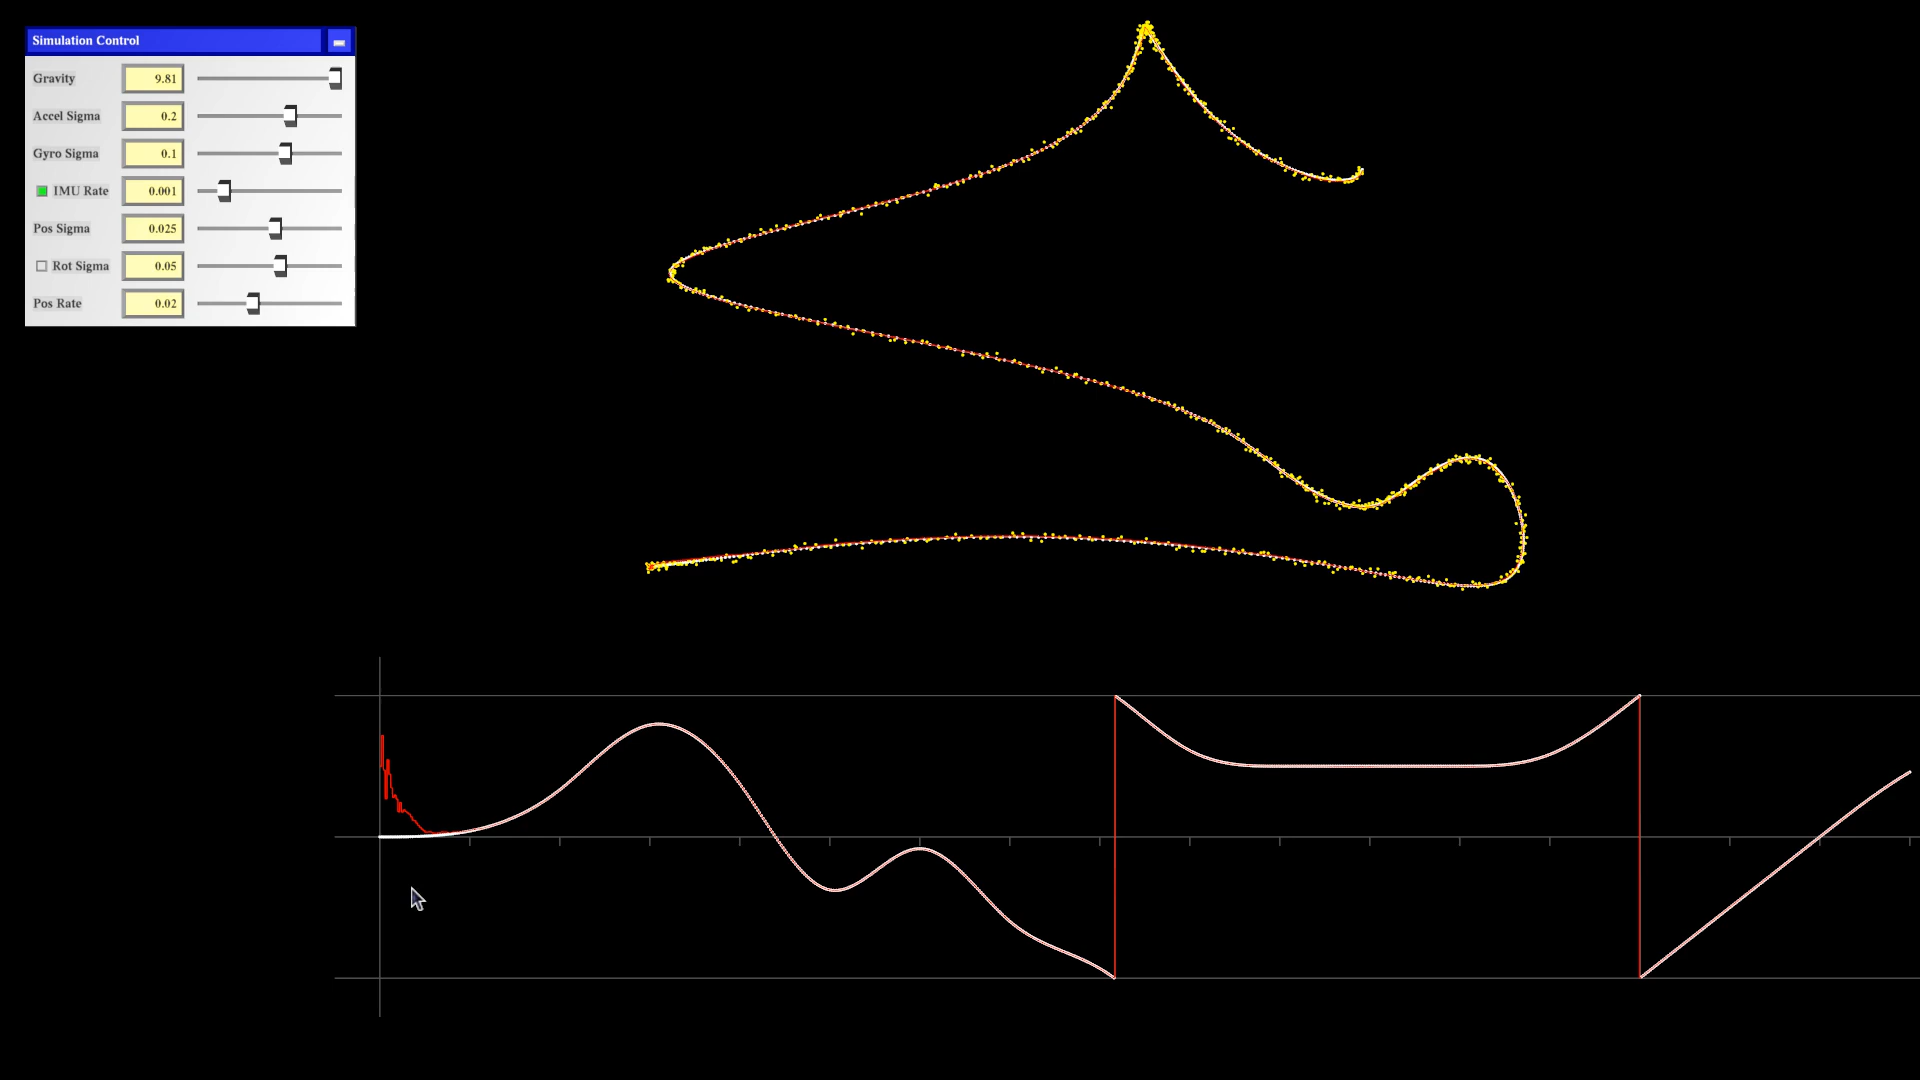 Simulation Control
Gravity 9.81
Accel Sigma 0.2
Gyro Sigma 0.1
IMU Rate 0.001
Pos Sigma 0.025
Rot Sigma 0.05
Pos Rate 0.02